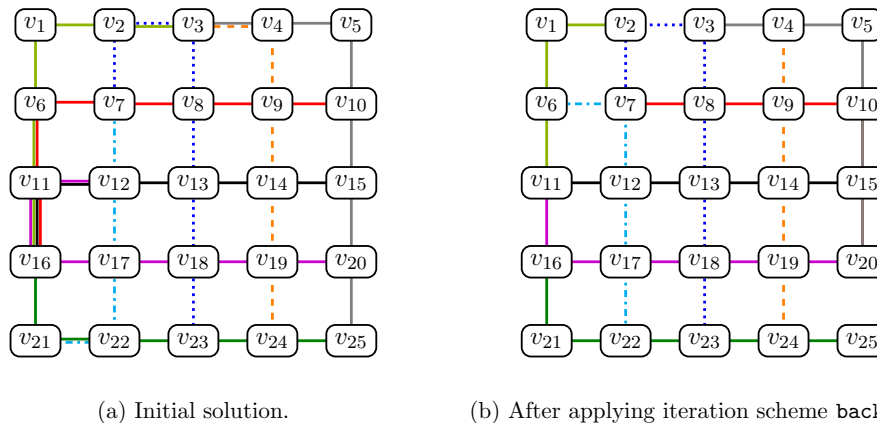 v1 v2 v3 v4 v5 v1 v2 v3 v4 v5
v6 v7 v8 v9 v10 v6 v7 v8 v9 v10
v11 v12 v13 v14 v15 v11 v12 v13 v14 v15
v16 v17 v18 v19 v20 v16 v17 v18 v19 v20
v21 v22 v23 v24 v25 v21 v22 v23 v24 v25
(a) Initial solution. (b) After applying iteration scheme back